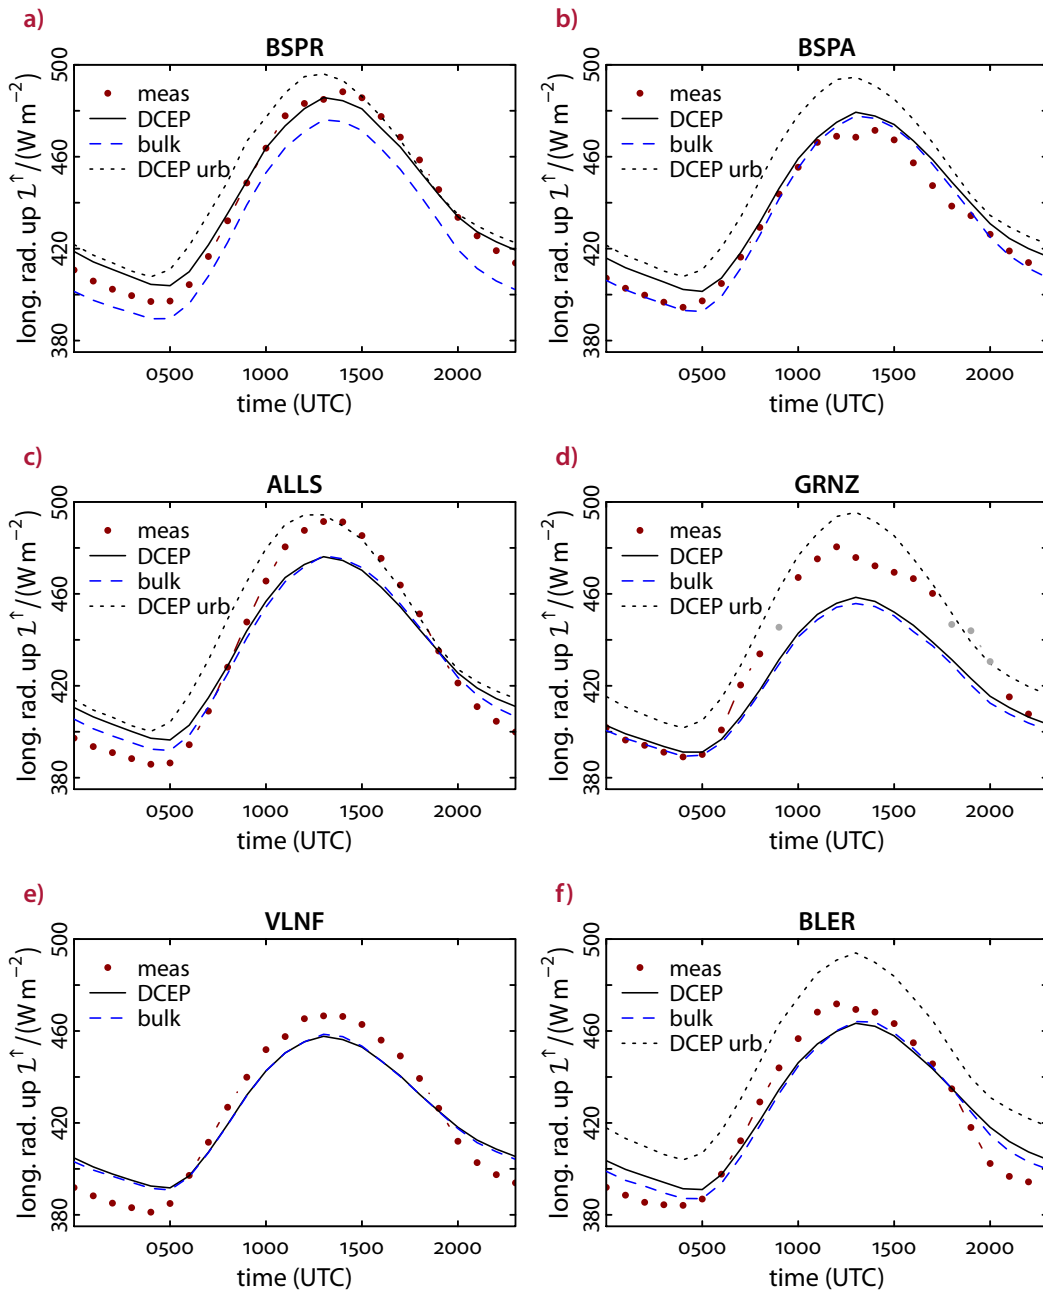 a)
BSPR
long. rad. up 𝓛↑/(W m⁻²)
500
460
420
380
meas
DCEP
bulk
DCEP urb
0500 1000 1500 2000
time (UTC)
b)
BSPA
long. rad. up 𝓛↑/(W m⁻²)
500
460
420
380
meas
DCEP
bulk
DCEP urb
0500 1000 1500 2000
time (UTC)
c)
ALLS
long. rad. up 𝓛↑/(W m⁻²)
500
460
420
380
meas
DCEP
bulk
DCEP urb
0500 1000 1500 2000
time (UTC)
d)
GRNZ
long. rad. up 𝓛↑/(W m⁻²)
500
460
420
380
meas
DCEP
bulk
DCEP urb
0500 1000 1500 2000
time (UTC)
e)
VLNF
long. rad. up 𝓛↑/(W m⁻²)
500
460
420
380
meas
DCEP
bulk
0500 1000 1500 2000
time (UTC)
f)
BLER
long. rad. up 𝓛↑/(W m⁻²)
500
460
420
380
meas
DCEP
bulk
DCEP urb
0500 1000 1500 2000
time (UTC)